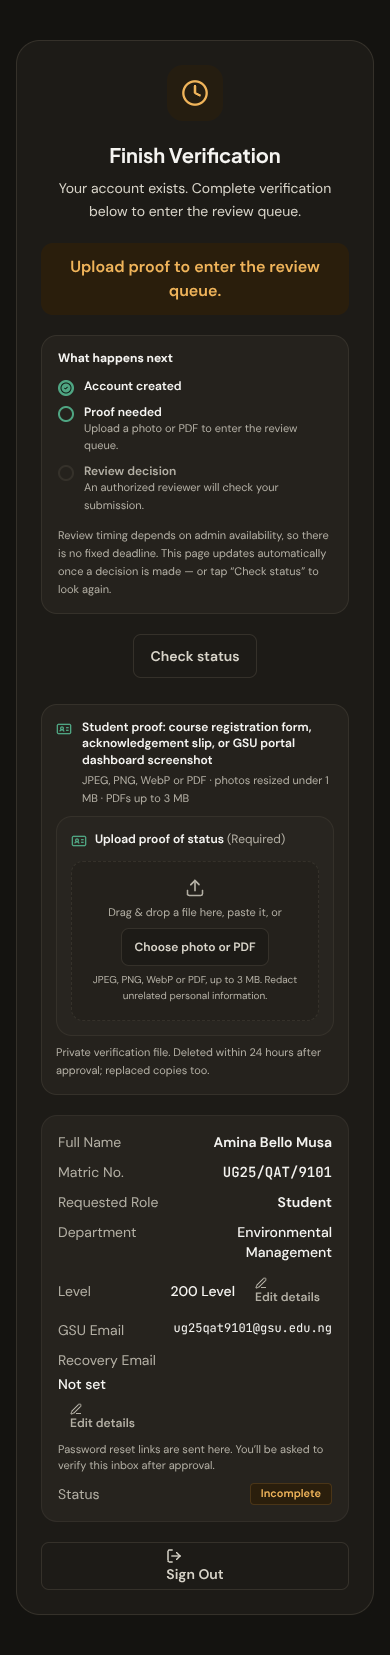 Finish Verification
Your account exists. Complete verification
below to enter the review queue.
Upload proof to enter the review
queue.
What happens next
Account created
Proof needed
Upload a photo or PDF to enter the review
queue.
Review decision
An authorized reviewer will check your
submission.
Review timing depends on admin availability, so there
is no fixed deadline. This page updates automatically
once a decision is made — or tap “Check status” to
look again.
Check status
Student proof: course registration form,
acknowledgement slip, or GSU portal
dashboard screenshot
JPEG, PNG, WebP or PDF · photos resized under 1
MB · PDFs up to 3 MB
Upload proof of status (Required)
Drag & drop a file here, paste it, or
Choose photo or PDF
JPEG, PNG, WebP or PDF, up to 3 MB. Redact
unrelated personal information.
Private verification file. Deleted within 24 hours after
approval; replaced copies too.
Full Name Amina Bello Musa
Matric No. UG25/QAT/9101
Requested Role Student
Department Environmental
Management
Level 200 Level Edit details
GSU Email ug25qat9101@gsu.edu.ng
Recovery Email
Not set
Edit details
Password reset links are sent here. You’ll be asked to
verify this inbox after approval.
Status Incomplete
Sign Out